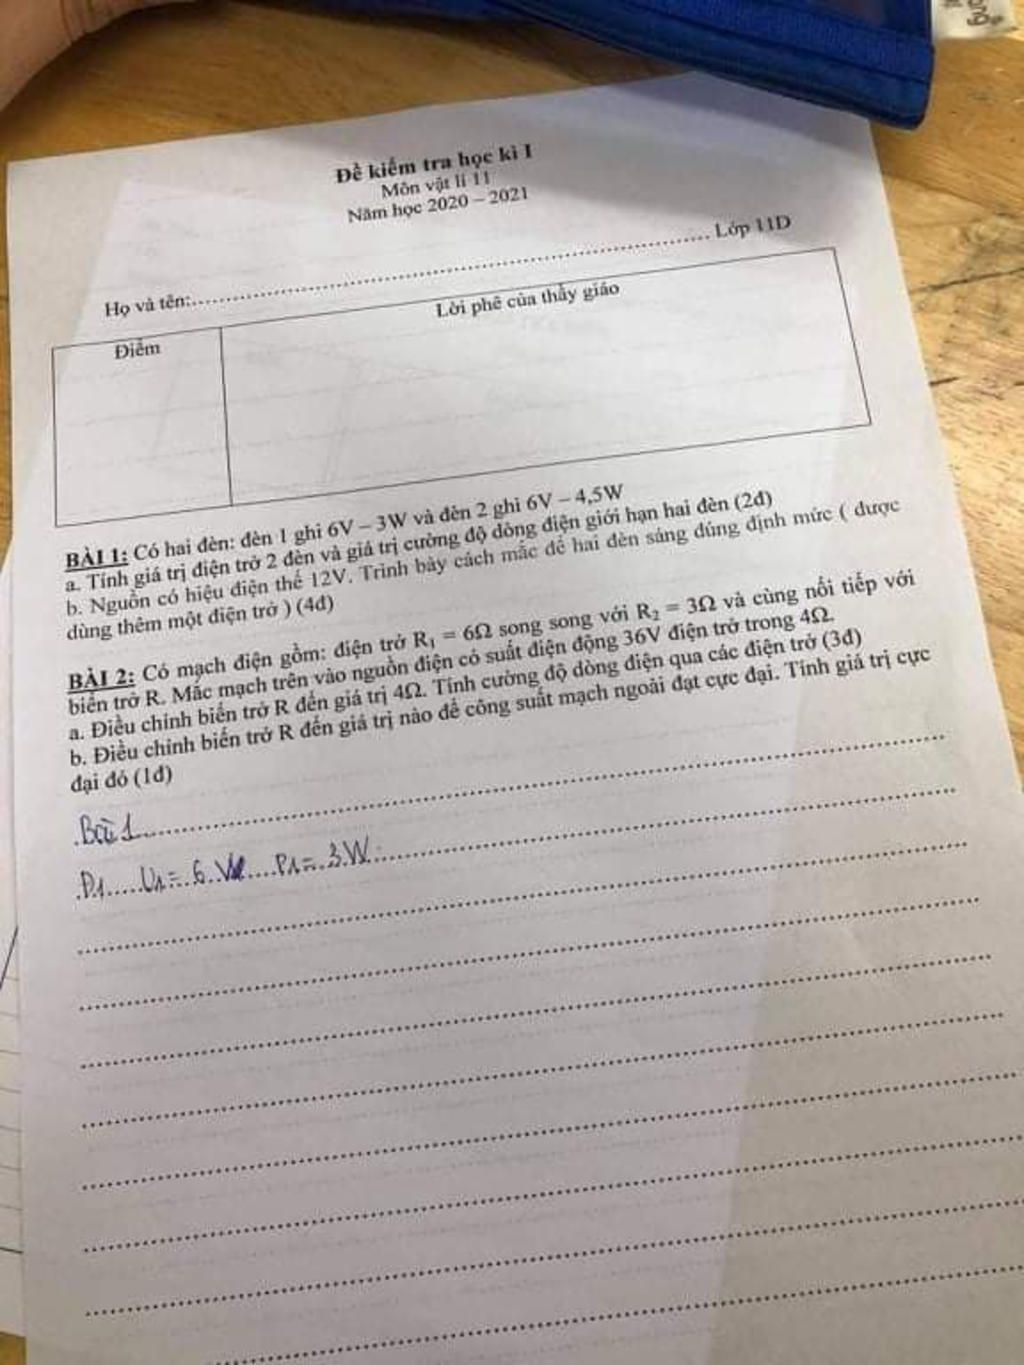 Đề kiểm tra học kì I
Môn vật lí 11
Năm học 2020 – 2021
Họ và tên:........................................ Lớp 11D
Điểm
Lời phê của thầy giáo
BÀI 1: Có hai đèn: đèn 1 ghi 6V – 3W và đèn 2 ghi 6V – 4,5W
a. Tính giá trị điện trở 2 đèn và giá trị cường độ dòng điện giới hạn hai đèn (2đ)
b. Nguồn có hiệu điện thế 12V. Trình bày cách mắc để hai đèn sáng đúng định mức ( được
dùng thêm một điện trở ) (4đ)
BÀI 2: Có mạch điện gồm: điện trở R₁ = 6Ω song song với R₂ = 3Ω và cùng nối tiếp với
biến trở R. Mắc mạch trên vào nguồn điện có suất điện động 36V điện trở trong 4Ω.
a. Điều chỉnh biến trở R đến giá trị 4Ω. Tính cường độ dòng điện qua các điện trở (3đ)
b. Điều chỉnh biến trở R đến giá trị nào để công suất mạch ngoài đạt cực đại. Tính giá trị cực
đại đó (1đ)
Bài 1
U1 = 6 V P1 = 3 W